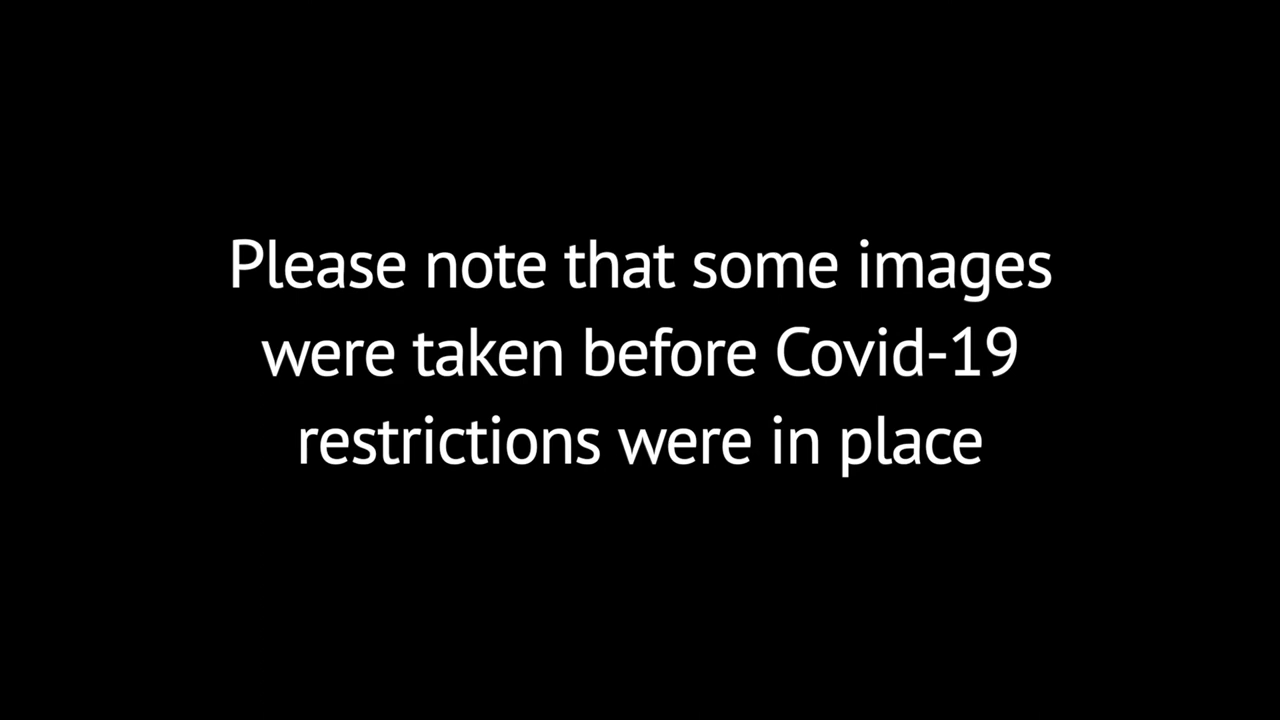 Please note that some images
were taken before Covid-19
restrictions were in place